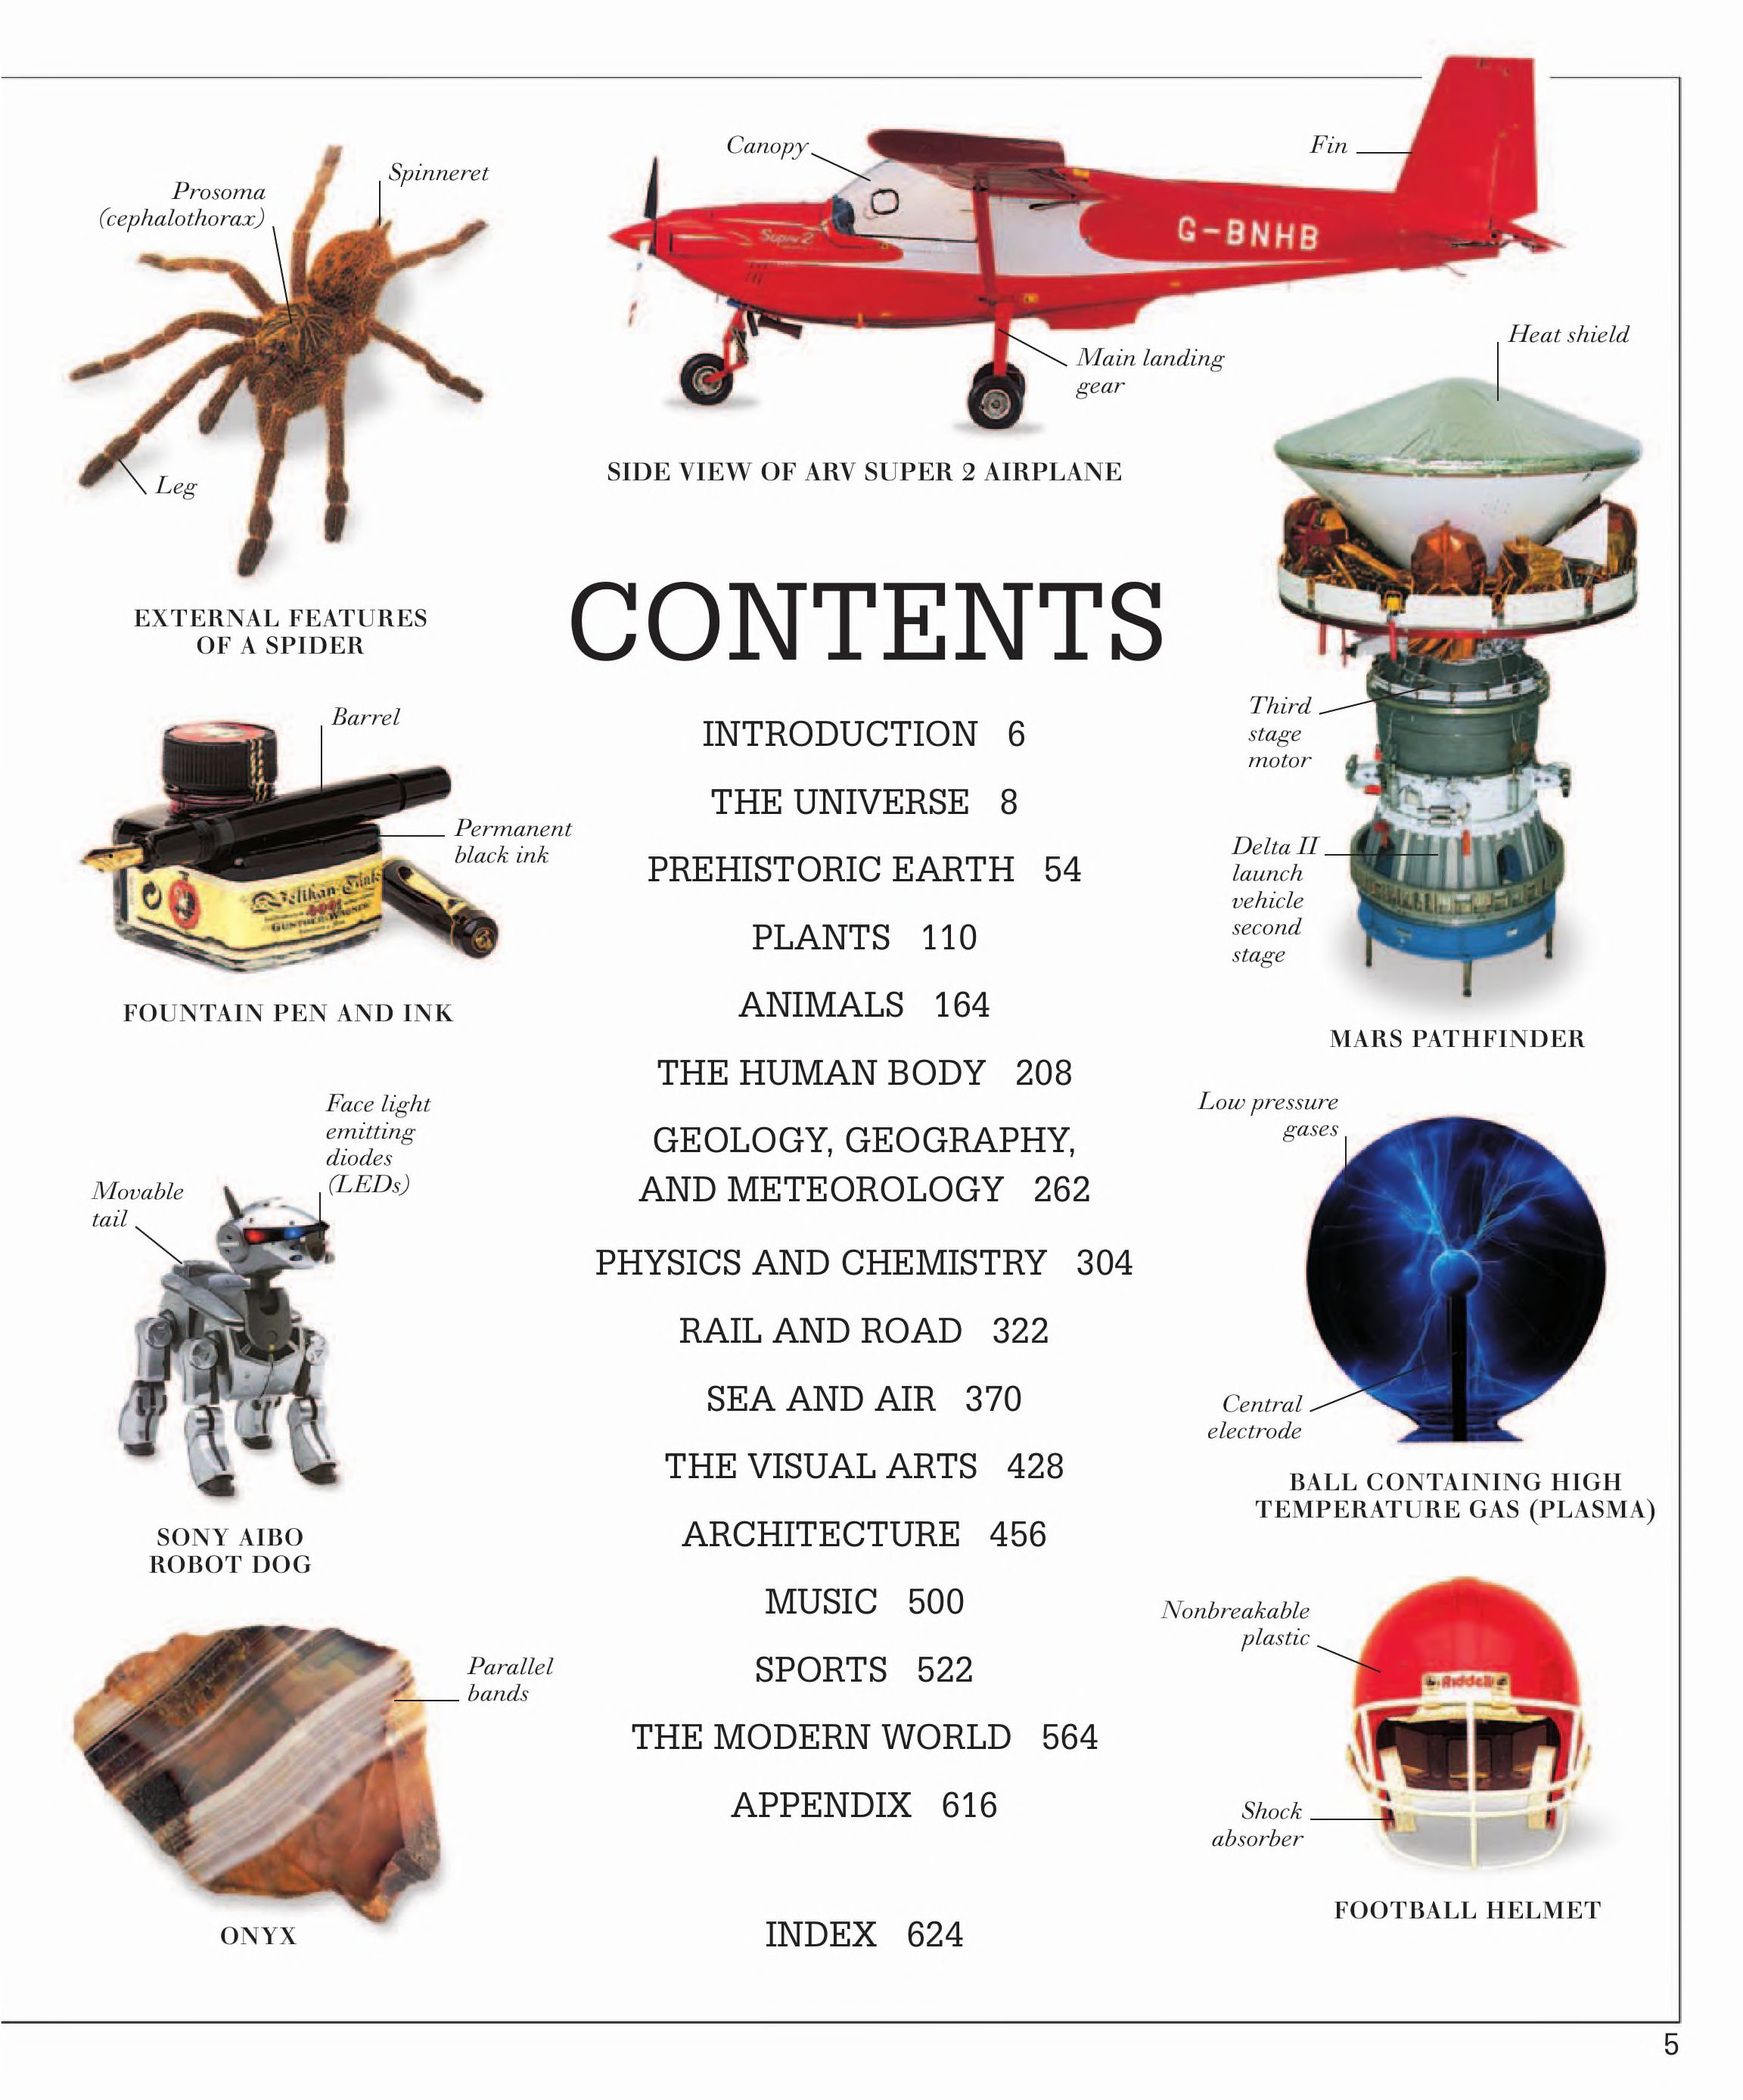 Prosoma
(cephalothorax)
Spinneret
Leg
EXTERNAL FEATURES
OF A SPIDER
Canopy
Fin
Super 2
G-BNHB
Main landing
gear
SIDE VIEW OF ARV SUPER 2 AIRPLANE
Heat shield
Third
stage
motor
Delta II
launch
vehicle
second
stage
MARS PATHFINDER
Barrel
Permanent
black ink
Pelikan Tinte
4001
GÜNTHER WAGNER
FOUNTAIN PEN AND INK
Face light
emitting
diodes
(LEDs)
Movable
tail
SONY AIBO
ROBOT DOG
Parallel
bands
ONYX
CONTENTS
INTRODUCTION 6
THE UNIVERSE 8
PREHISTORIC EARTH 54
PLANTS 110
ANIMALS 164
THE HUMAN BODY 208
GEOLOGY, GEOGRAPHY,
AND METEOROLOGY 262
PHYSICS AND CHEMISTRY 304
RAIL AND ROAD 322
SEA AND AIR 370
THE VISUAL ARTS 428
ARCHITECTURE 456
MUSIC 500
SPORTS 522
THE MODERN WORLD 564
APPENDIX 616
INDEX 624
Low pressure
gases
Central
electrode
BALL CONTAINING HIGH
TEMPERATURE GAS (PLASMA)
Nonbreakable
plastic
Riddell
Shock
absorber
FOOTBALL HELMET
5